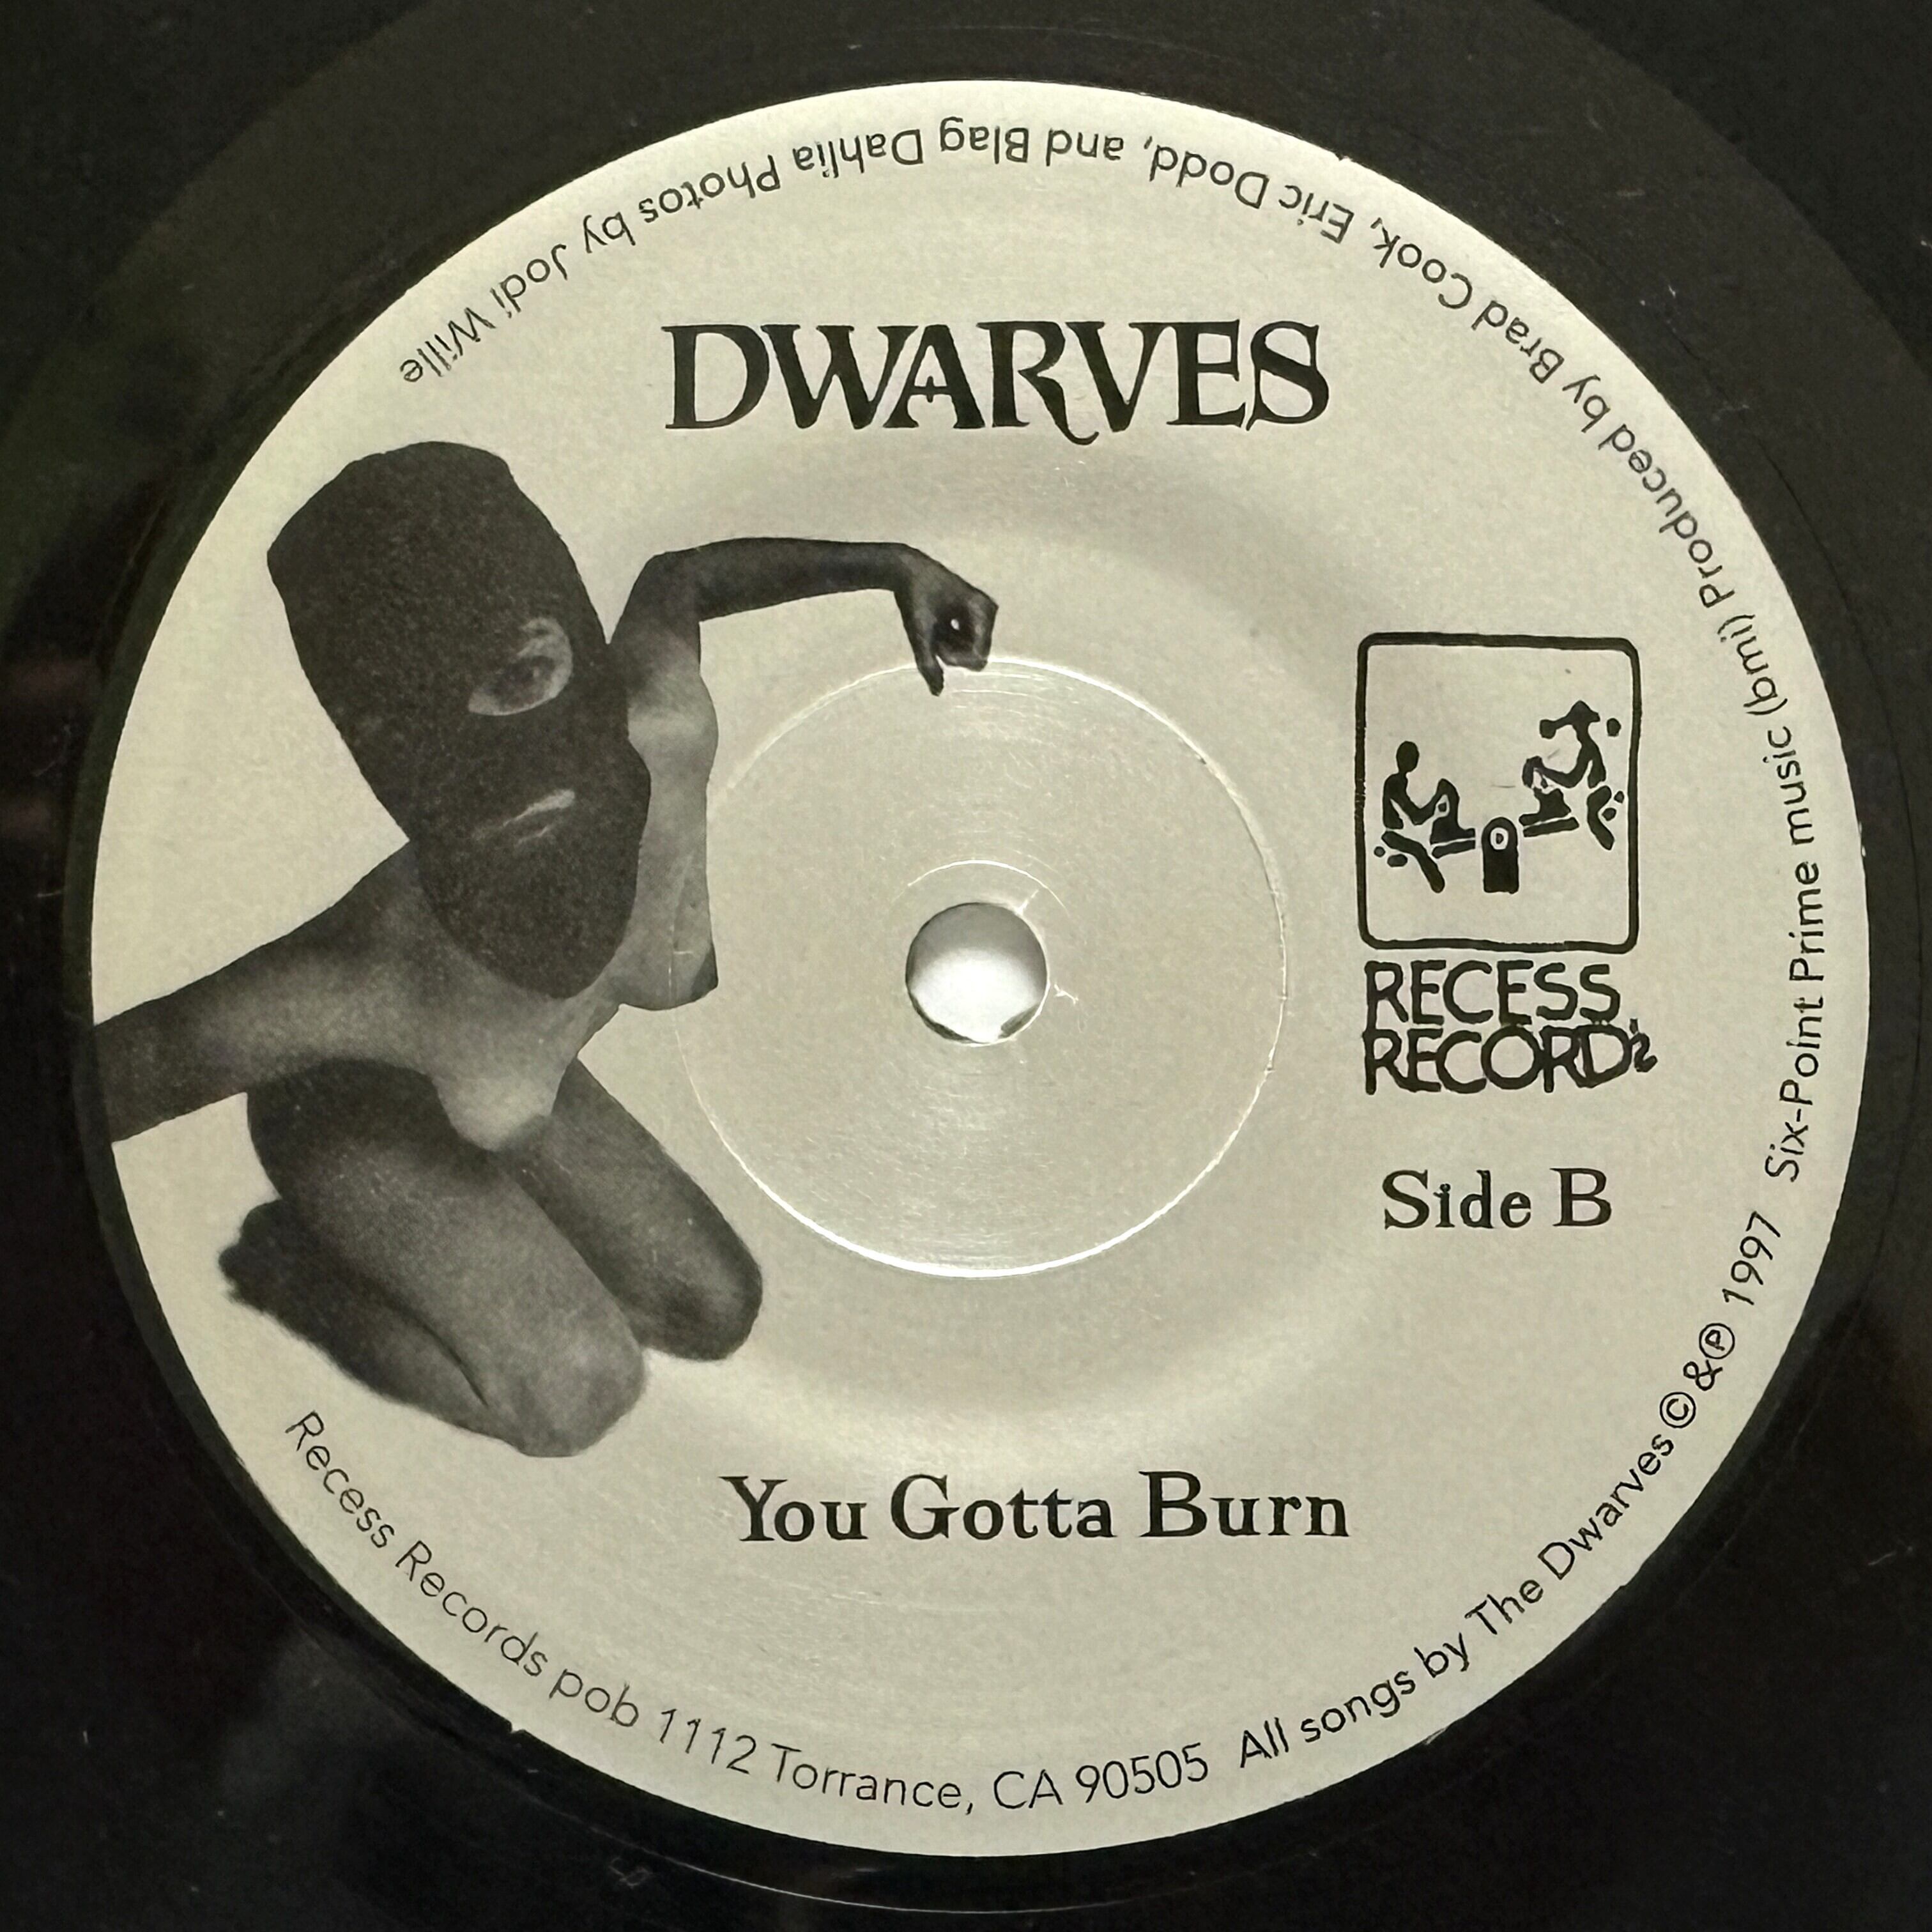 DWARVES
RECESS
RECORDS
Side B
You Gotta Burn
Recess Records pob 1112 Torrance, CA 90505 All songs by The Dwarves ©&℗ 1997 Six-Point Prime music (bmi) Produced by Brad Cook, Eric Dodd, and Blag Dahlia Photos by Jodi Wille